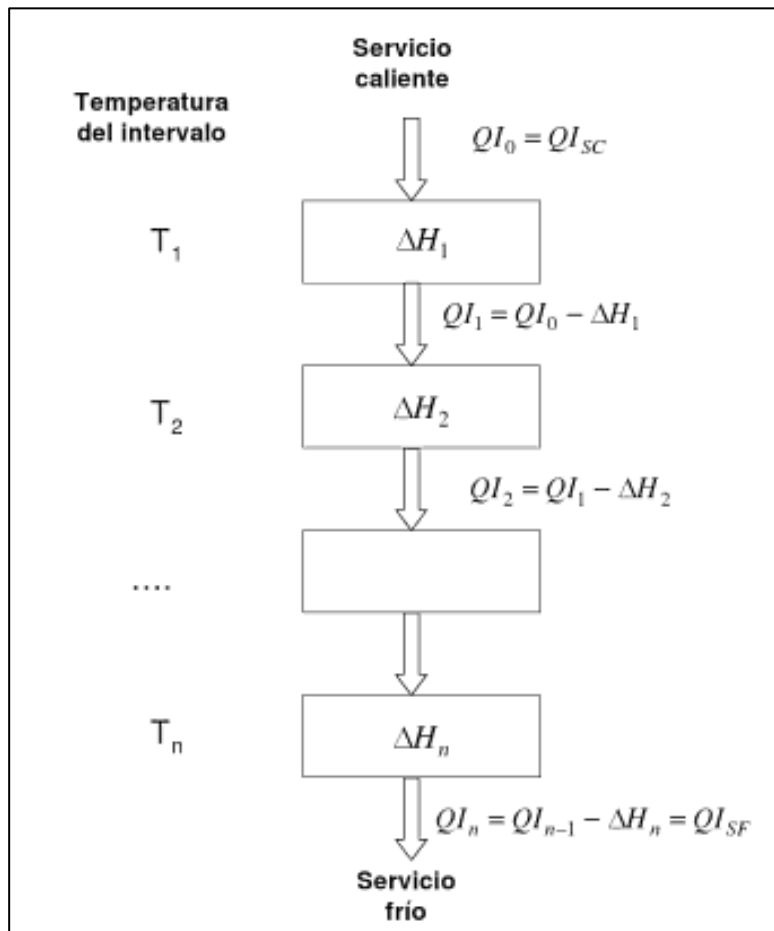 Servicio
caliente
Temperatura
del intervalo
QI₀ = QI_SC
T₁
ΔH₁
QI₁ = QI₀ − ΔH₁
T₂
ΔH₂
QI₂ = QI₁ − ΔH₂
....
Tₙ
ΔHₙ
QIₙ = QIₙ₋₁ − ΔHₙ = QI_SF
Servicio
frío